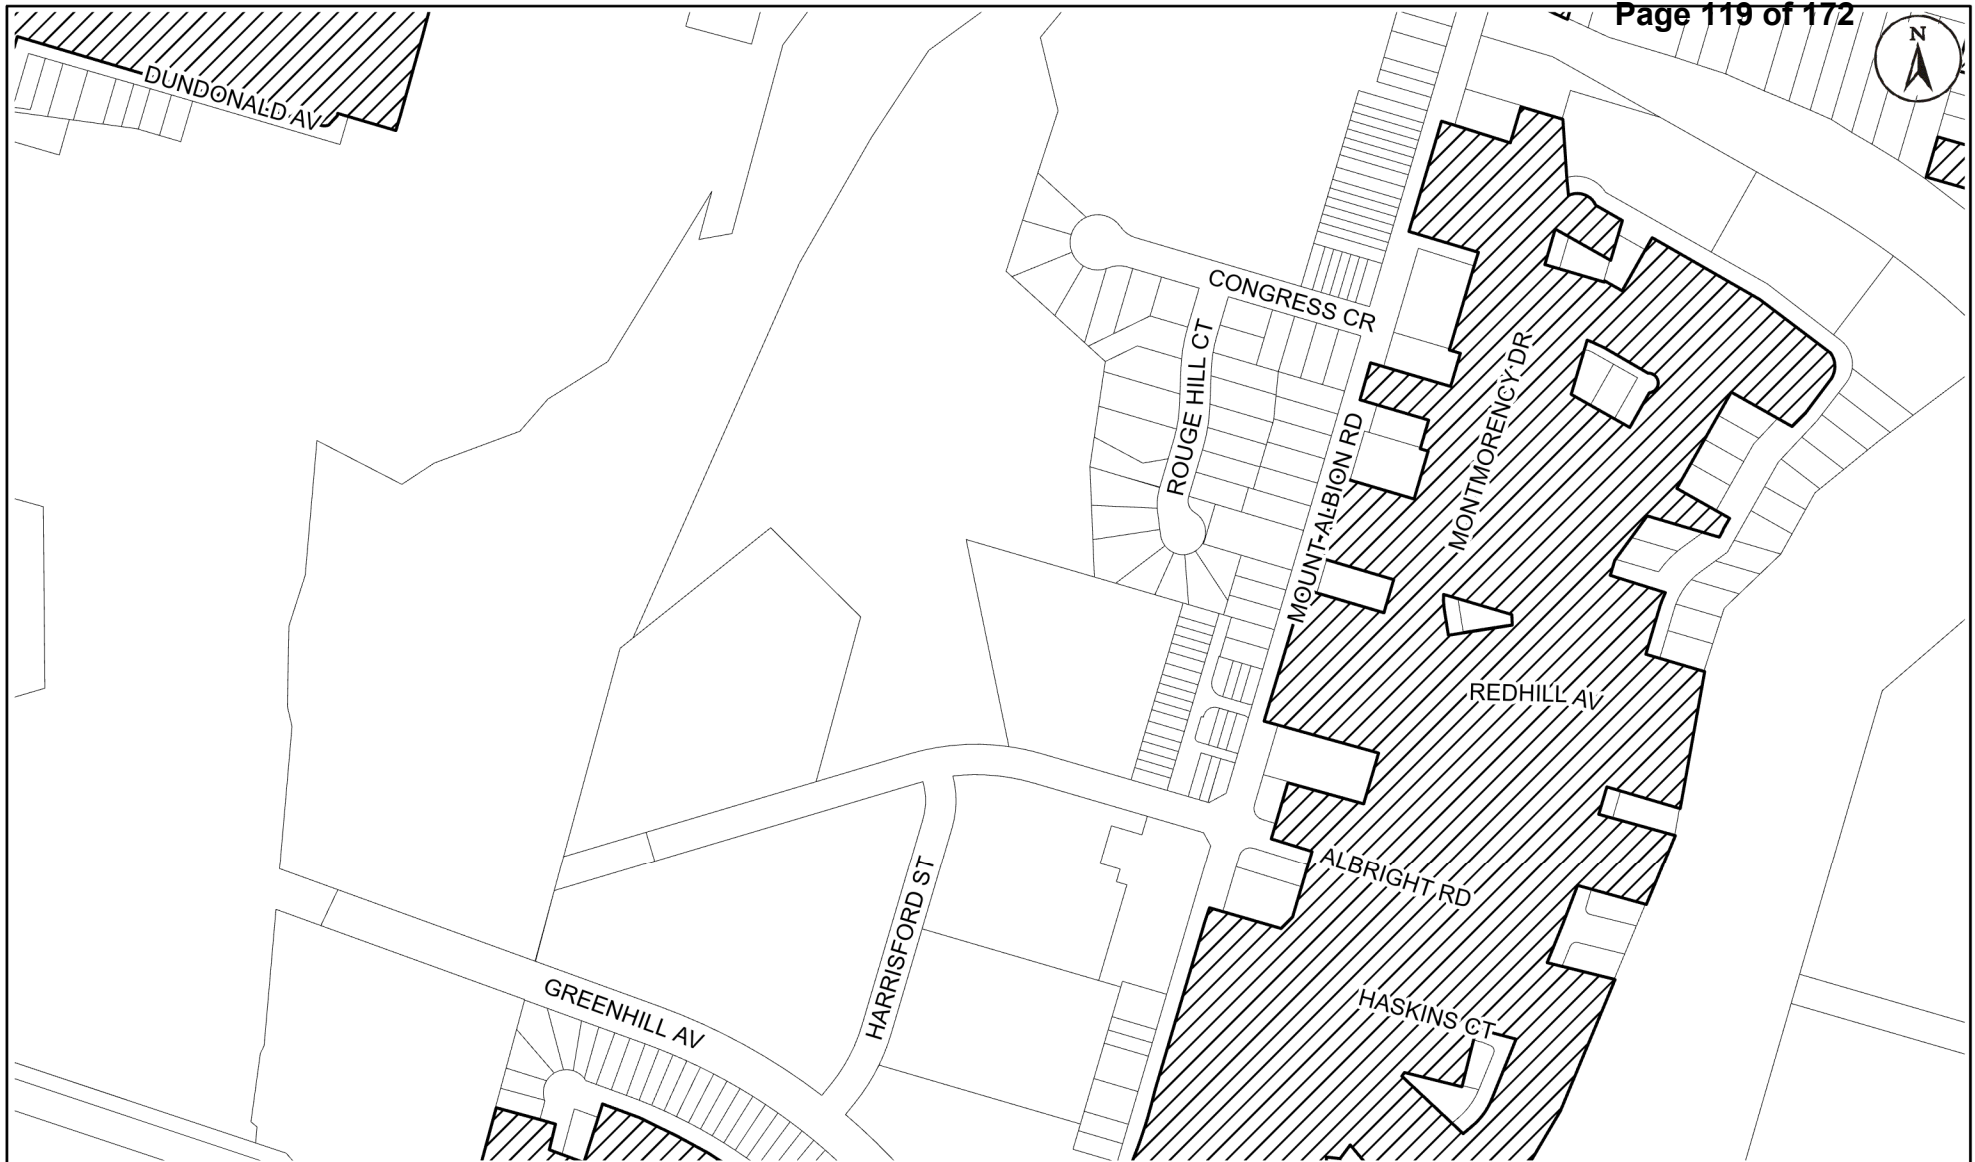 Page 119 of 172
N
DUNDONALD AV
CONGRESS CR
ROUGE HILL CT
MONTMORENCY DR
MOUNT ALBION RD
REDHILL AV
ALBRIGHT RD
HARRISFORD ST
GREENHILL AV
HASKINS CT